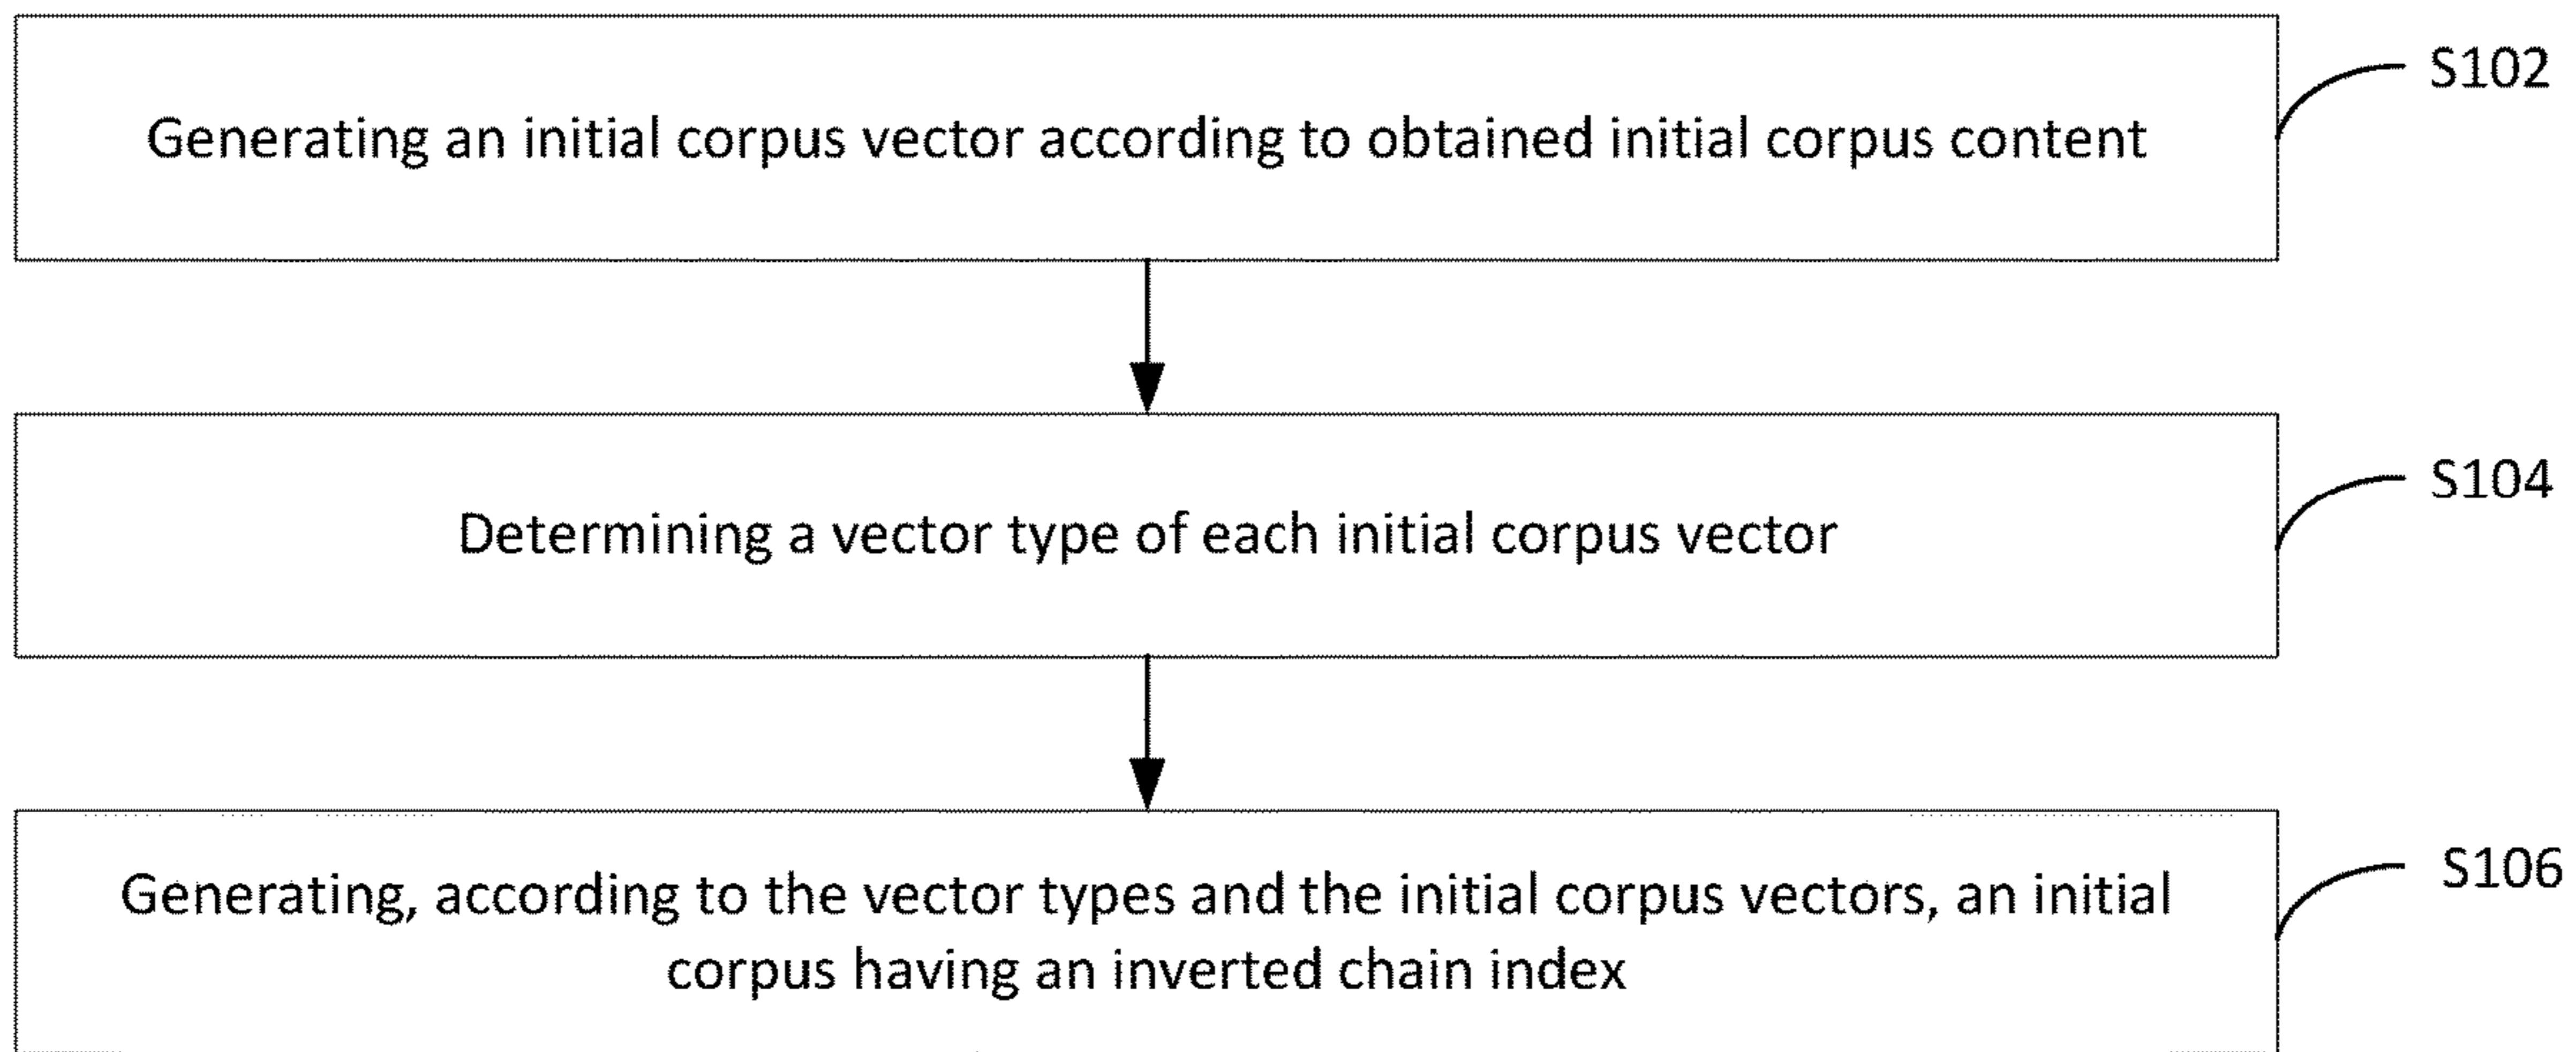 Generating an initial corpus vector according to obtained initial corpus content
S102
Determining a vector type of each initial corpus vector
S104
Generating, according to the vector types and the initial corpus vectors, an initial
corpus having an inverted chain index
S106